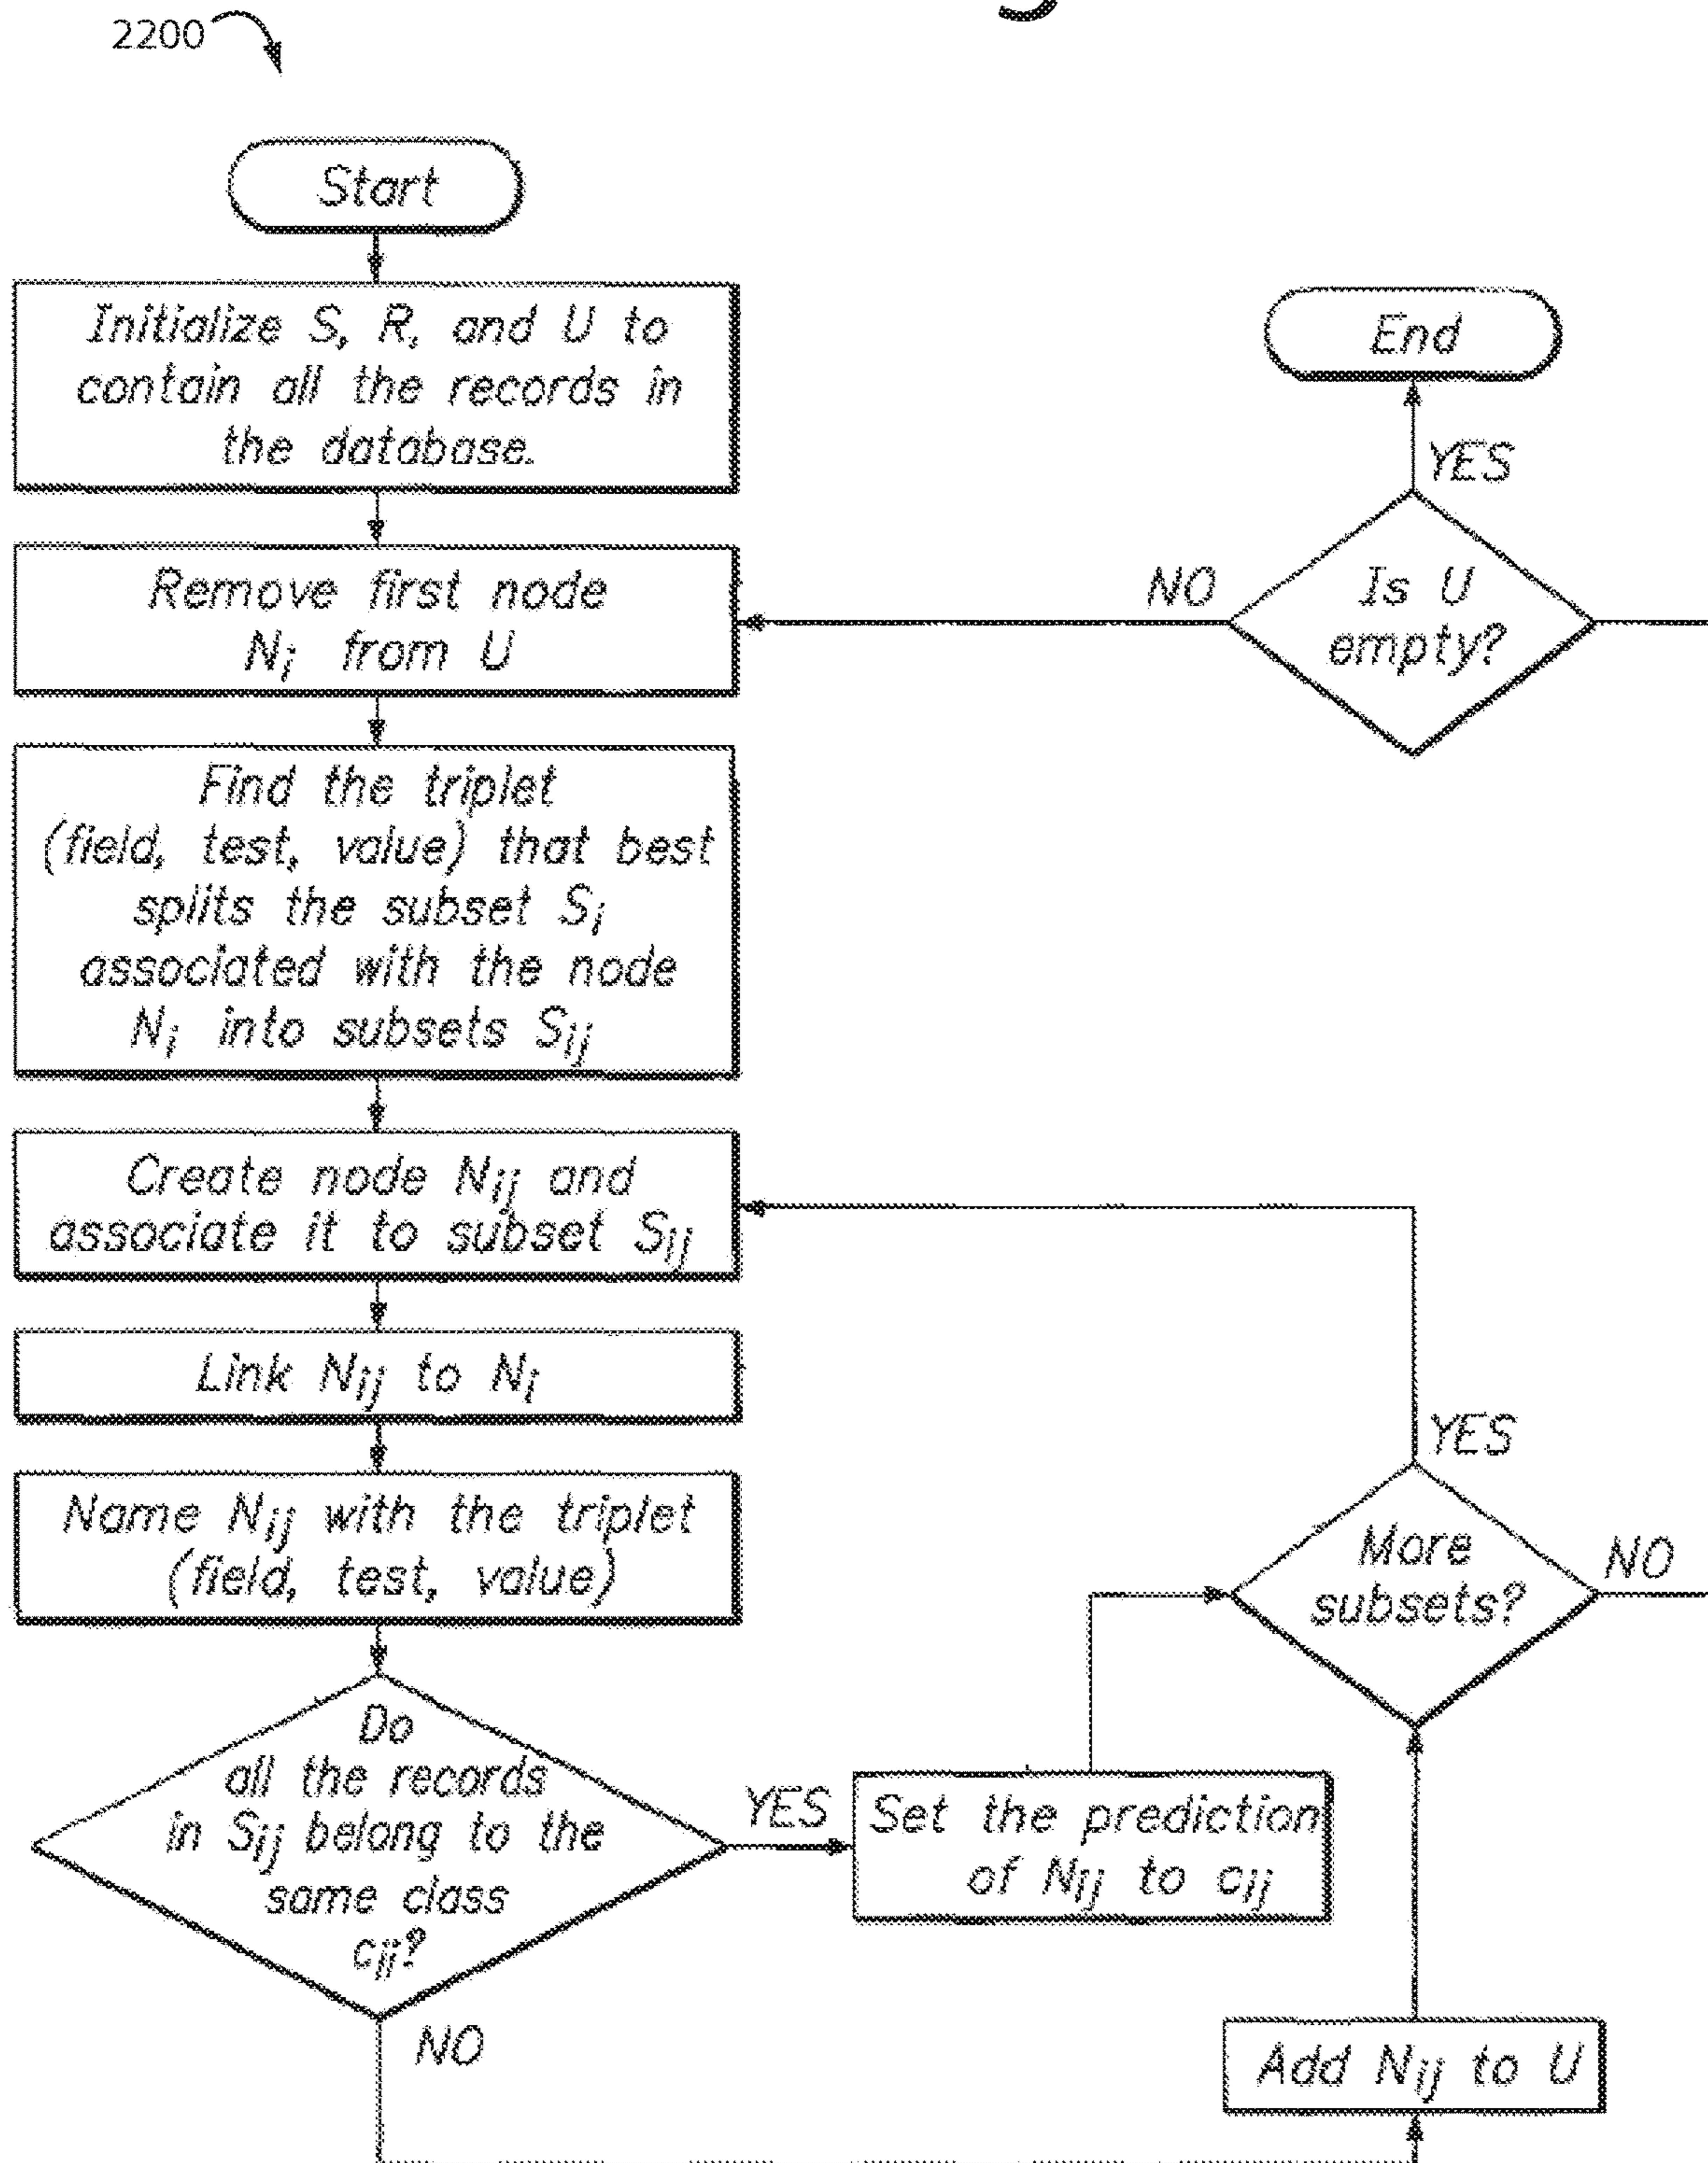 2200
Start
Initialize S, R, and U to
contain all the records in
the database.
Remove first node
Ni from U
Find the triplet
(field, test, value) that best
splits the subset Si
associated with the node
Ni into subsets Sij
Create node Nij and
associate it to subset Sij
Link Nij to Ni
Name Nij with the triplet
(field, test, value)
Do
all the records
in Sij belong to the
same class
cij?
YES
NO
Set the prediction
of Nij to cij
Add Nij to U
More
subsets?
YES
NO
Is U
empty?
NO
YES
End